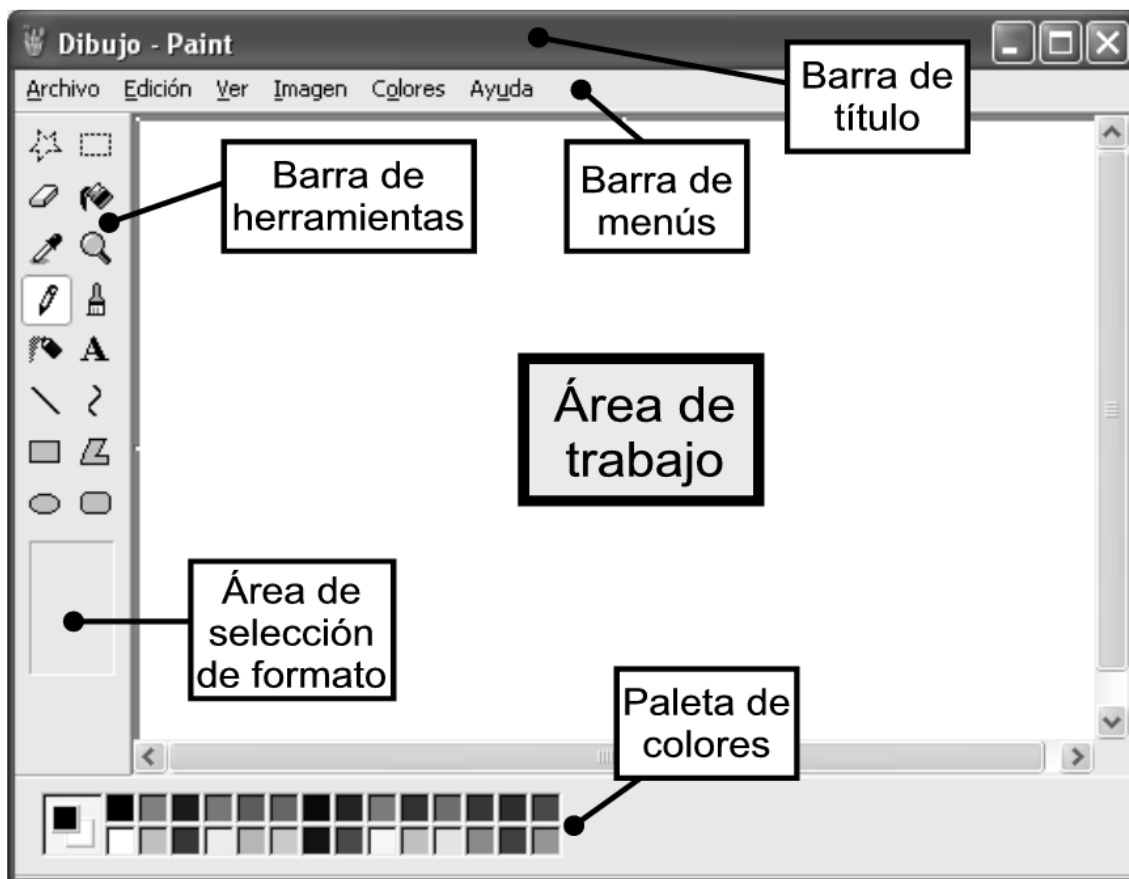 Dibujo - Paint
Archivo Edición Ver Imagen Colores Ayuda
Barra de
título
Barra de
herramientas
Barra de
menús
A
Área de
trabajo
Área de
selección
de formato
Paleta de
colores